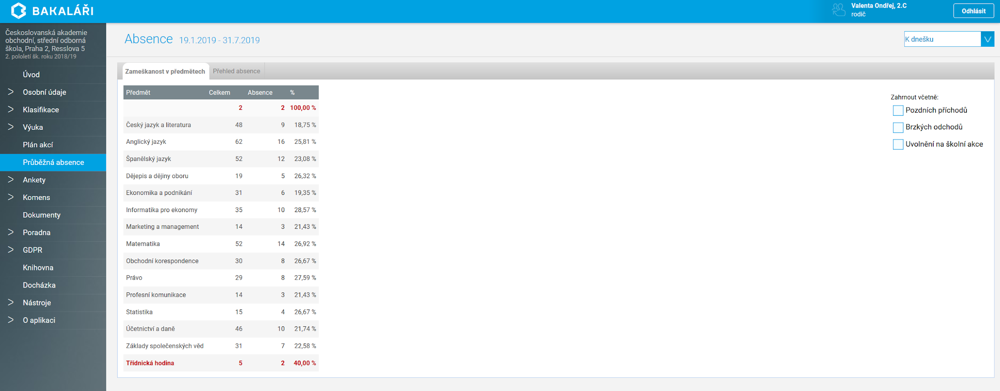 BAKALÁŘI
Valenta Ondřej, 2.C
rodič
Odhlásit
Českoslovanská akademie
obchodní, střední odborná
škola, Praha 2, Resslova 5
2. pololetí šk. roku 2018/19
Úvod
> Osobní údaje
> Klasifikace
> Výuka
Plán akcí
Průběžná absence
> Ankety
> Komens
Dokumenty
> Poradna
> GDPR
Knihovna
Docházka
> Nástroje
> O aplikaci
Absence 19.1.2019 - 31.7.2019
K dnešku
Zameškanost v předmětech Přehled absence
Předmět Celkem Absence %
2 2 100,00 %
Český jazyk a literatura 48 9 18,75 %
Anglický jazyk 62 16 25,81 %
Španělský jazyk 52 12 23,08 %
Dějepis a dějiny oboru 19 5 26,32 %
Ekonomika a podnikání 31 6 19,35 %
Informatika pro ekonomy 35 10 28,57 %
Marketing a management 14 3 21,43 %
Matematika 52 14 26,92 %
Obchodní korespondence 30 8 26,67 %
Právo 29 8 27,59 %
Profesní komunikace 14 3 21,43 %
Statistika 15 4 26,67 %
Účetnictví a daně 46 10 21,74 %
Základy společenských věd 31 7 22,58 %
Třídnická hodina 5 2 40,00 %
Zahrnout včetně:
Pozdních příchodů
Brzkých odchodů
Uvolnění na školní akce